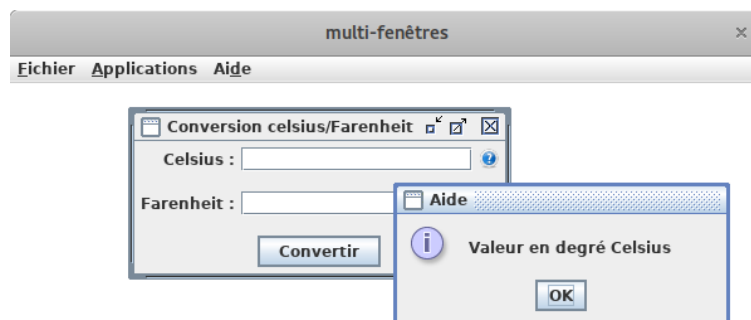 multi-fenêtres
Fichier Applications Aide
Conversion celsius/Farenheit
Celsius :
Farenheit :
Aide
Valeur en degré Celsius
Convertir
OK